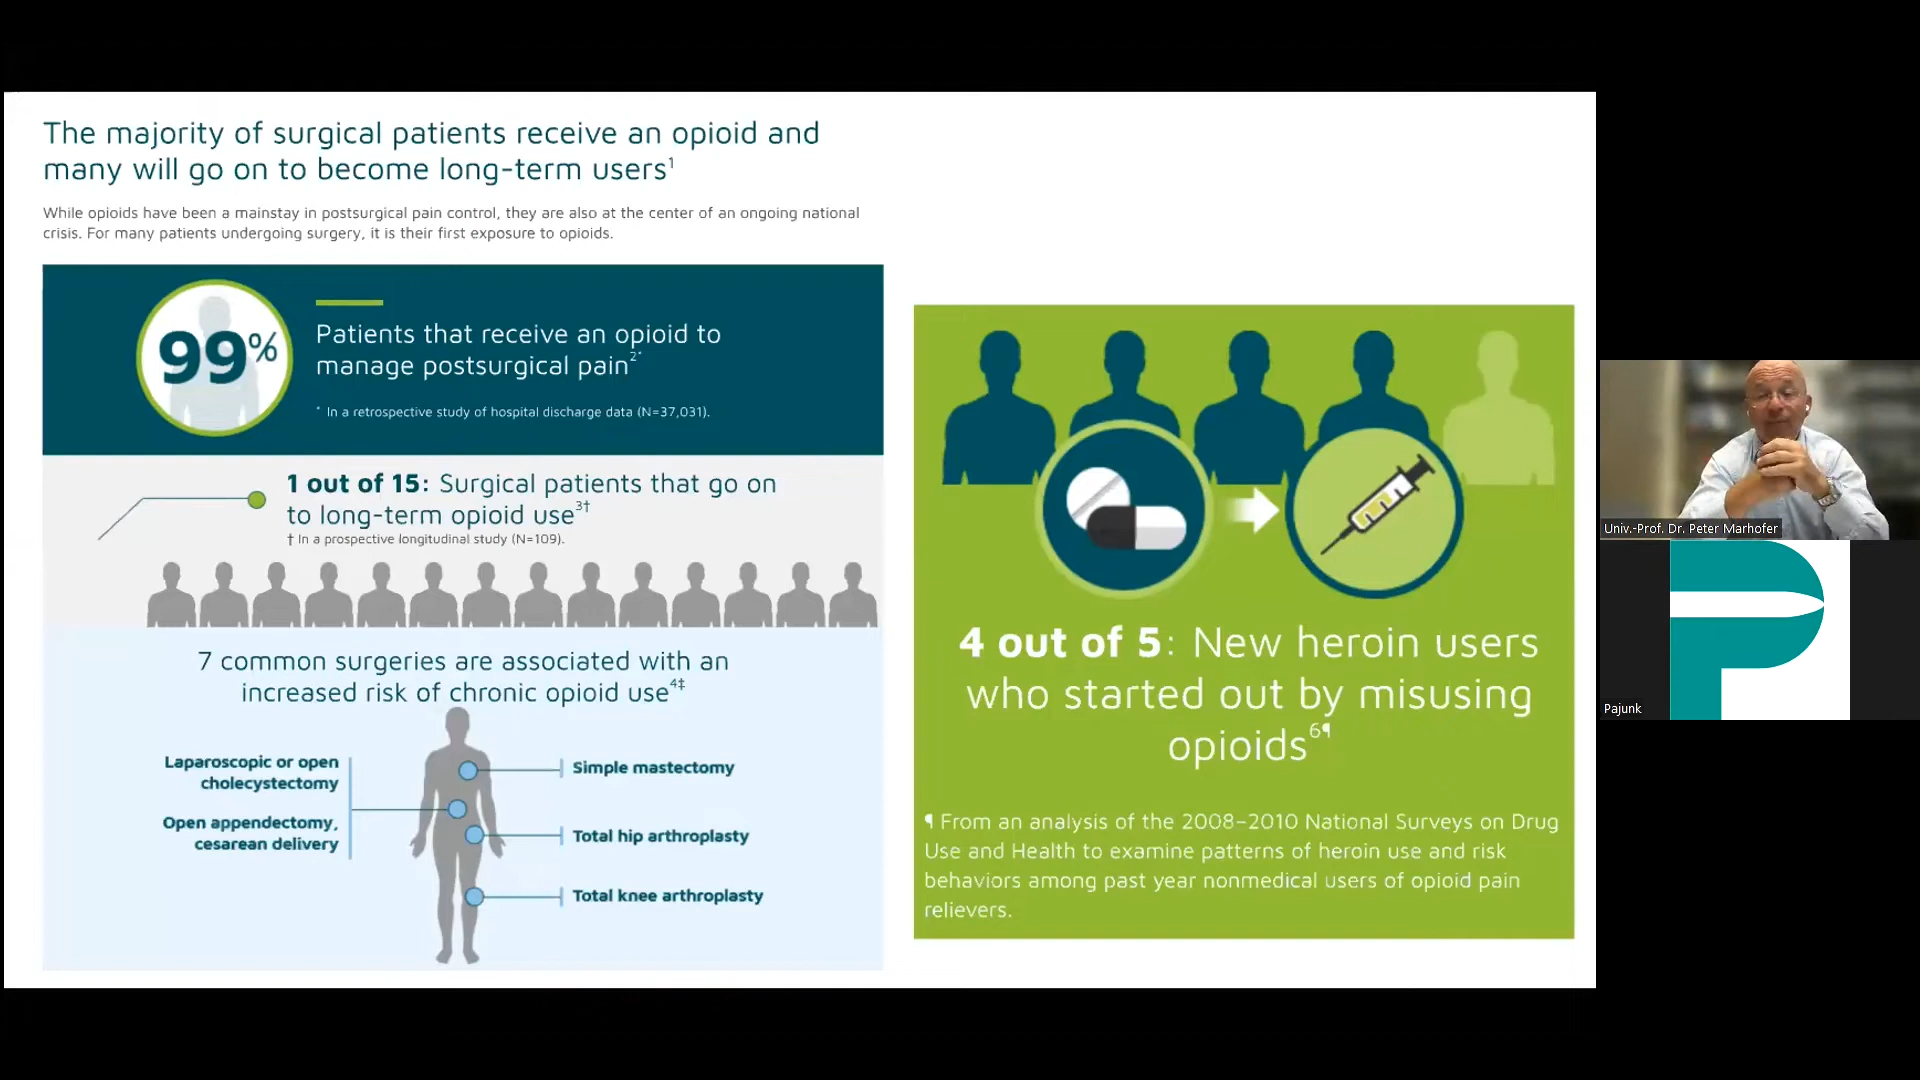 The majority of surgical patients receive an opioid and
many will go on to become long-term users¹
While opioids have been a mainstay in postsurgical pain control, they are also at the center of an ongoing national
crisis. For many patients undergoing surgery, it is their first exposure to opioids.
99%
Patients that receive an opioid to
manage postsurgical pain²*
* In a retrospective study of hospital discharge data (N=37,031).
1 out of 15: Surgical patients that go on
to long-term opioid use³†
† In a prospective longitudinal study (N=109).
7 common surgeries are associated with an
increased risk of chronic opioid use⁴‡
Laparoscopic or open
cholecystectomy
Open appendectomy,
cesarean delivery
Simple mastectomy
Total hip arthroplasty
Total knee arthroplasty
4 out of 5: New heroin users
who started out by misusing
opioids⁶¶
¶ From an analysis of the 2008–2010 National Surveys on Drug
Use and Health to examine patterns of heroin use and risk
behaviors among past year nonmedical users of opioid pain
relievers.
Univ.-Prof. Dr. Peter Marhofer
Pajunk